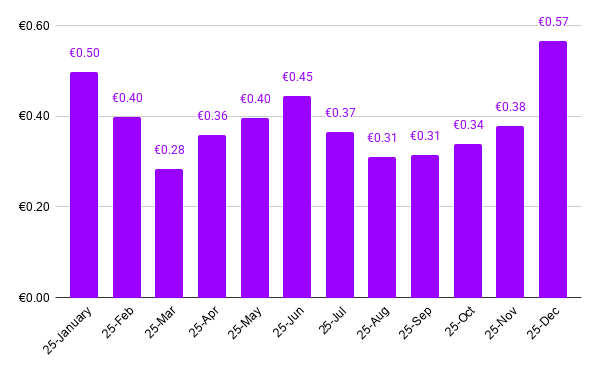 €0.60
€0.40
€0.20
€0.00
€0.50
€0.40
€0.28
€0.36
€0.40
€0.45
€0.37
€0.31
€0.31
€0.34
€0.38
€0.57
25-January
25-Feb
25-Mar
25-Apr
25-May
25-Jun
25-Jul
25-Aug
25-Sep
25-Oct
25-Nov
25-Dec